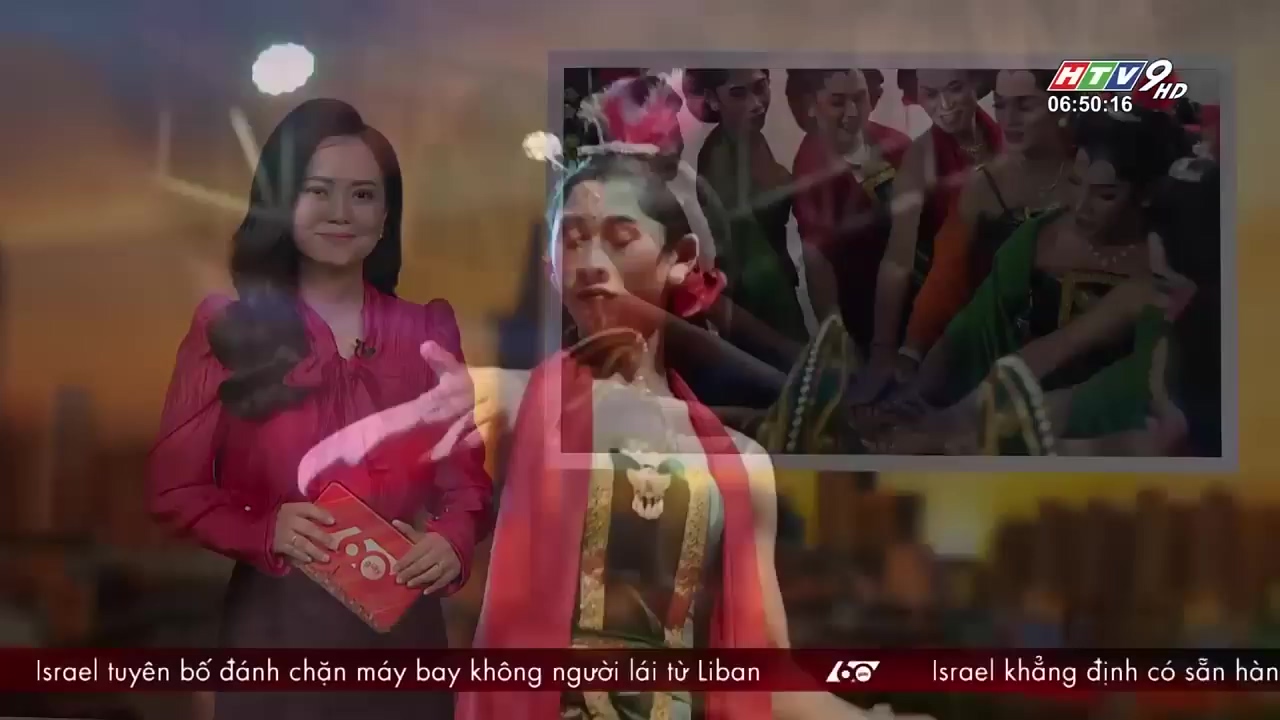 HTV9 HD
06:50:16
Israel tuyên bố đánh chặn máy bay không người lái từ Liban
60
Israel khẳng định có sẵn hàn